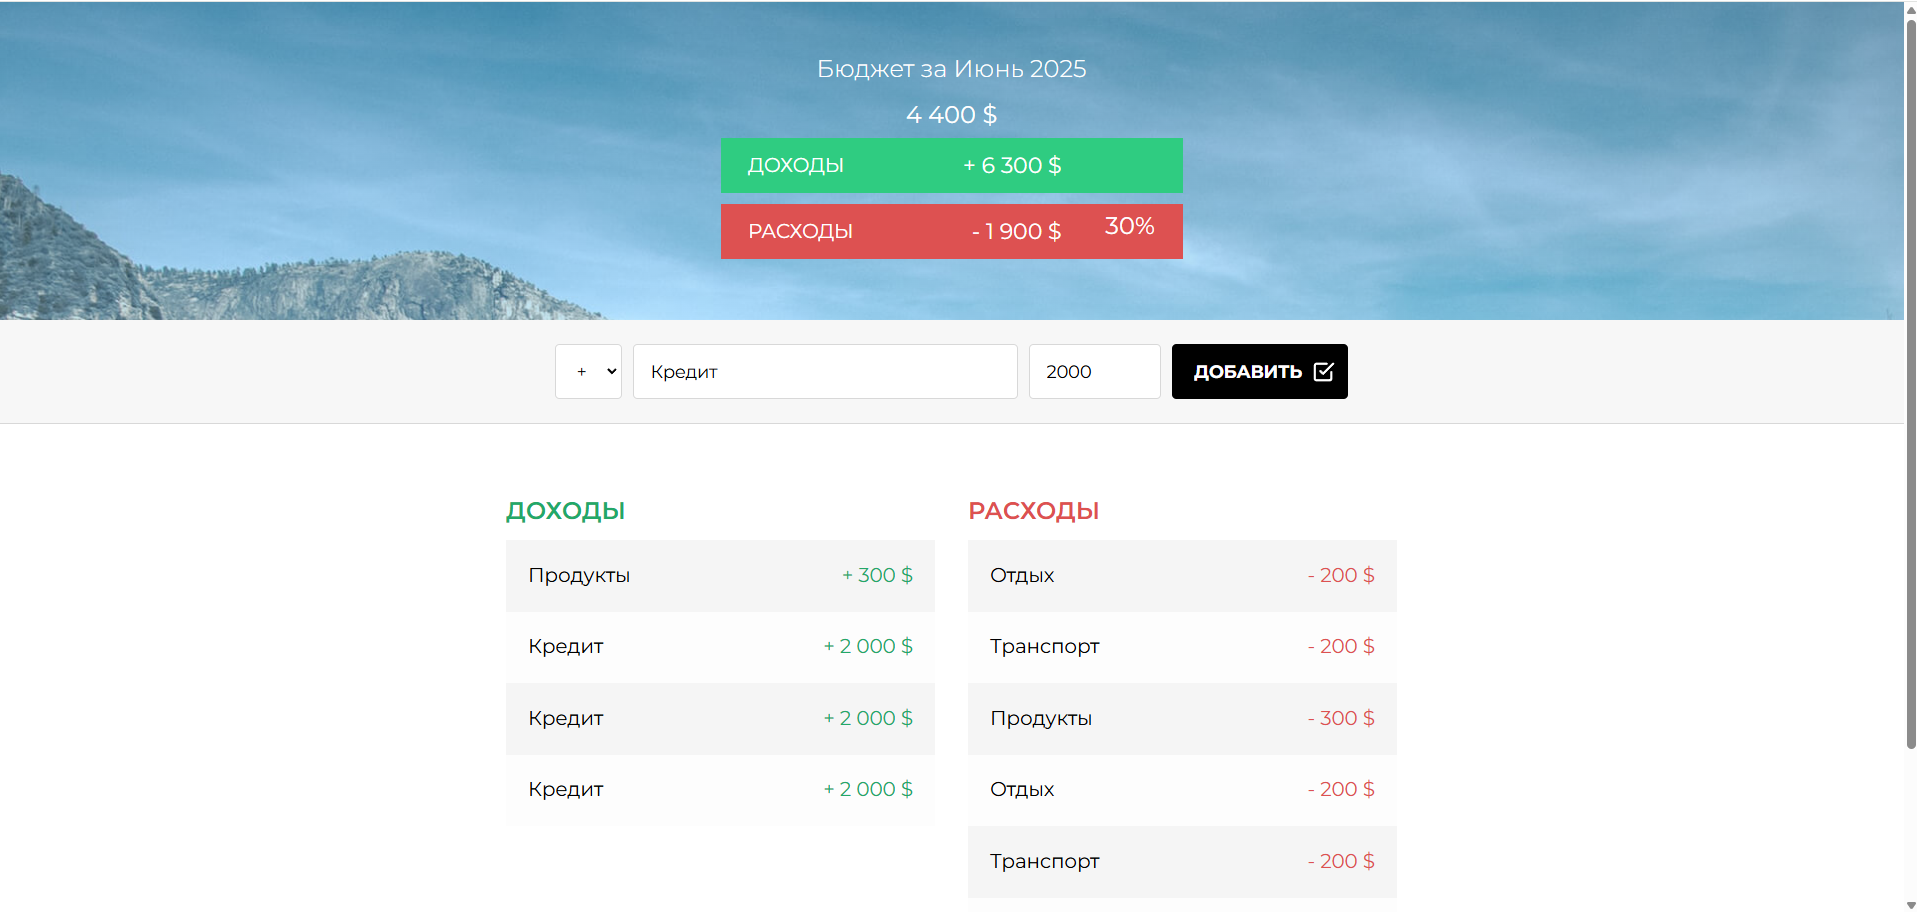 Бюджет за Июнь 2025
4 400 $
ДОХОДЫ + 6 300 $
РАСХОДЫ - 1 900 $ 30%
+ Кредит 2000 ДОБАВИТЬ
ДОХОДЫ
Продукты + 300 $
Кредит + 2 000 $
Кредит + 2 000 $
Кредит + 2 000 $
РАСХОДЫ
Отдых - 200 $
Транспорт - 200 $
Продукты - 300 $
Отдых - 200 $
Транспорт - 200 $